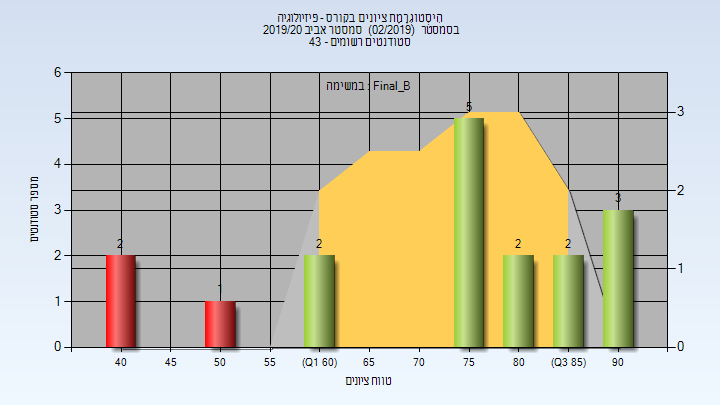 היסטוגרמת ציונים בקורס - פיזיולוגיה
בסמסטר (02/2019) סמסטר אביב 2019/20
סטודנטים רשומים - 43
במשימה : Final_B
מספר סטודנטים
6
5
4
3
2
1
0
3
2
1
0
2
1
2
5
2
2
3
40 45 50 55 (Q1 60) 65 70 75 80 (Q3 85) 90
טווח ציונים